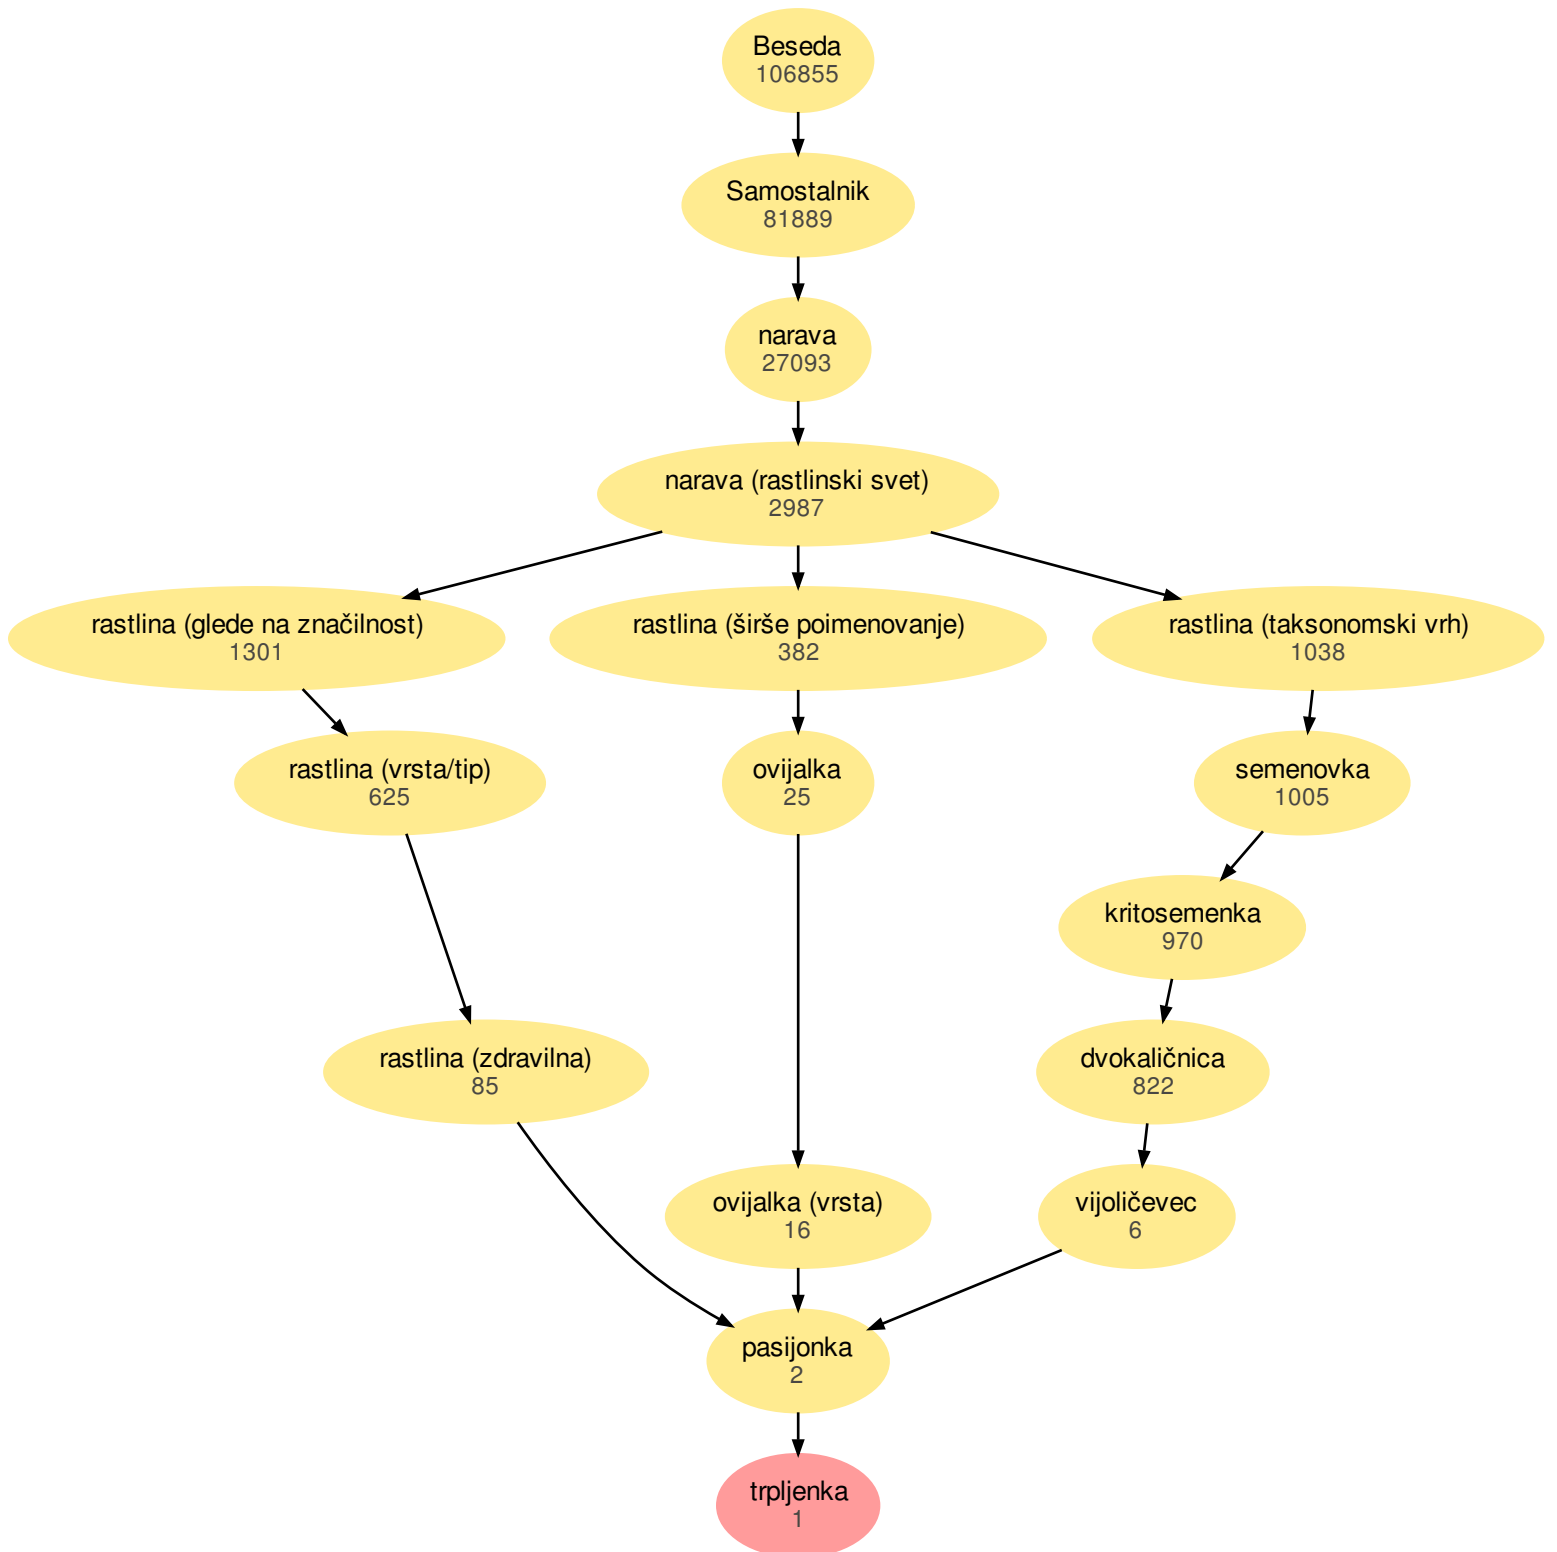 Beseda
106855
Samostalnik
81889
narava
27093
narava (rastlinski svet)
2987
rastlina (glede na značilnost)
1301
rastlina (širše poimenovanje)
382
rastlina (taksonomski vrh)
1038
rastlina (vrsta/tip)
625
ovijalka
25
semenovka
1005
kritosemenka
970
rastlina (zdravilna)
85
dvokaličnica
822
ovijalka (vrsta)
16
vijoličevec
6
pasijonka
2
trpljenka
1